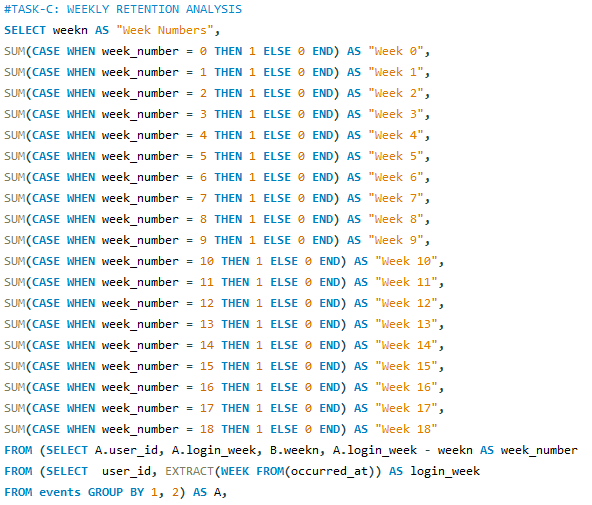 #TASK-C: WEEKLY RETENTION ANALYSIS
SELECT weekn AS "Week Numbers",
SUM(CASE WHEN week_number = 0 THEN 1 ELSE 0 END) AS "Week 0",
SUM(CASE WHEN week_number = 1 THEN 1 ELSE 0 END) AS "Week 1",
SUM(CASE WHEN week_number = 2 THEN 1 ELSE 0 END) AS "Week 2",
SUM(CASE WHEN week_number = 3 THEN 1 ELSE 0 END) AS "Week 3",
SUM(CASE WHEN week_number = 4 THEN 1 ELSE 0 END) AS "Week 4",
SUM(CASE WHEN week_number = 5 THEN 1 ELSE 0 END) AS "Week 5",
SUM(CASE WHEN week_number = 6 THEN 1 ELSE 0 END) AS "Week 6",
SUM(CASE WHEN week_number = 7 THEN 1 ELSE 0 END) AS "Week 7",
SUM(CASE WHEN week_number = 8 THEN 1 ELSE 0 END) AS "Week 8",
SUM(CASE WHEN week_number = 9 THEN 1 ELSE 0 END) AS "Week 9",
SUM(CASE WHEN week_number = 10 THEN 1 ELSE 0 END) AS "Week 10",
SUM(CASE WHEN week_number = 11 THEN 1 ELSE 0 END) AS "Week 11",
SUM(CASE WHEN week_number = 12 THEN 1 ELSE 0 END) AS "Week 12",
SUM(CASE WHEN week_number = 13 THEN 1 ELSE 0 END) AS "Week 13",
SUM(CASE WHEN week_number = 14 THEN 1 ELSE 0 END) AS "Week 14",
SUM(CASE WHEN week_number = 15 THEN 1 ELSE 0 END) AS "Week 15",
SUM(CASE WHEN week_number = 16 THEN 1 ELSE 0 END) AS "Week 16",
SUM(CASE WHEN week_number = 17 THEN 1 ELSE 0 END) AS "Week 17",
SUM(CASE WHEN week_number = 18 THEN 1 ELSE 0 END) AS "Week 18"
FROM (SELECT A.user_id, A.login_week, B.weekn, A.login_week - weekn AS week_number
FROM (SELECT  user_id, EXTRACT(WEEK FROM(occurred_at)) AS login_week
FROM events GROUP BY 1, 2) AS A,